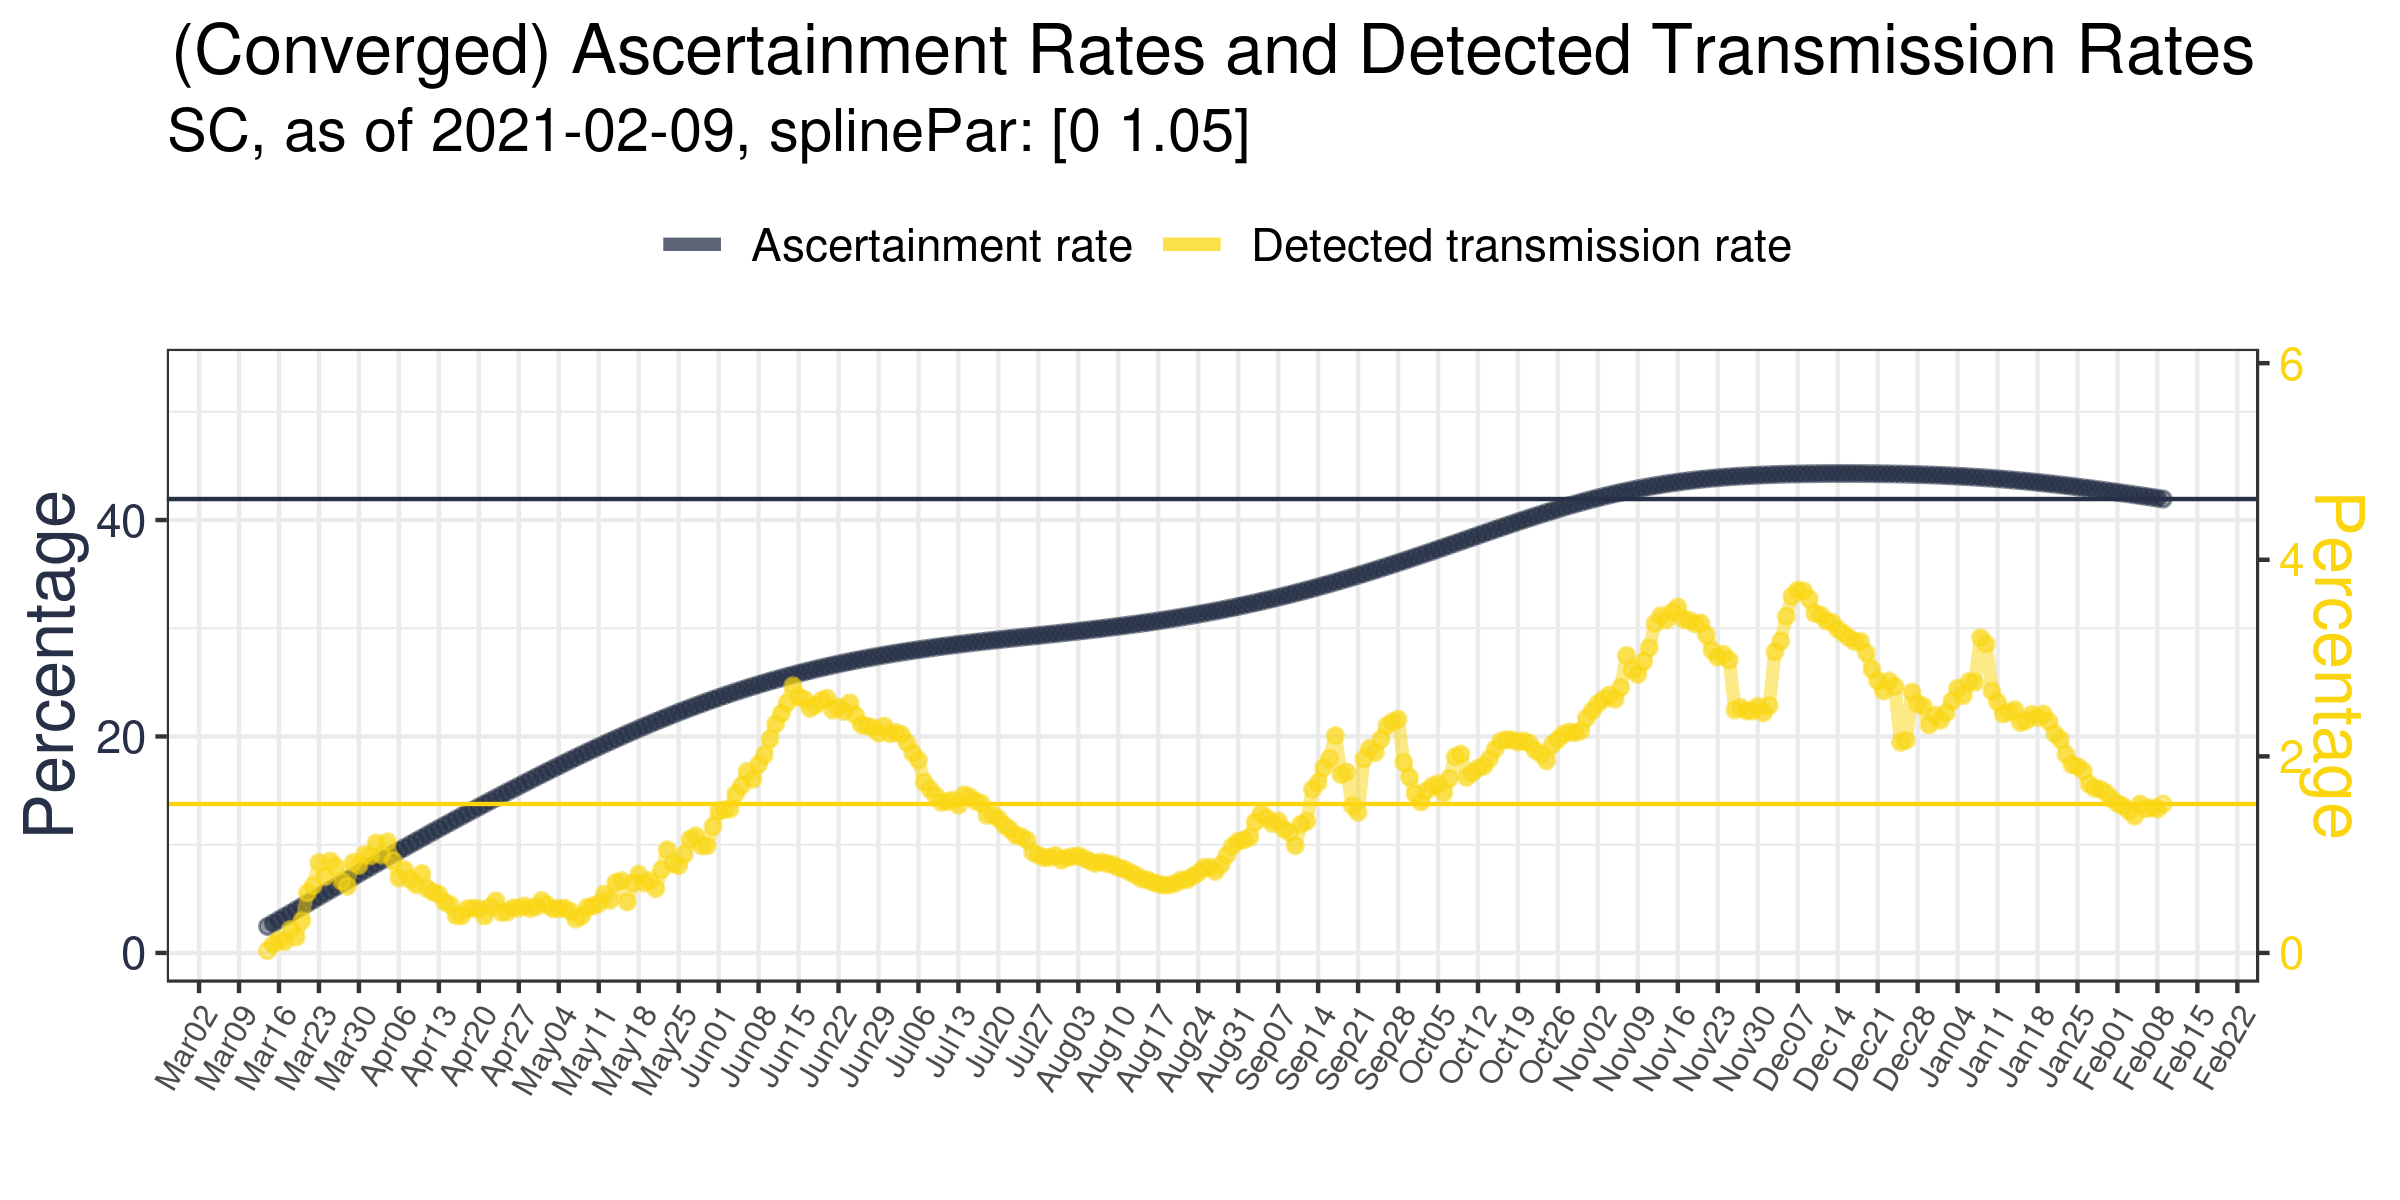 (Converged) Ascertainment Rates and Detected Transmission Rates
SC, as of 2021-02-09, splinePar: [0 1.05]
Ascertainment rate
Detected transmission rate
Percentage
40
20
0
6
4
2
0
Percentage
Mar02
Mar09
Mar16
Mar23
Mar30
Apr06
Apr13
Apr20
Apr27
May04
May11
May18
May25
Jun01
Jun08
Jun15
Jun22
Jun29
Jul06
Jul13
Jul20
Jul27
Aug03
Aug10
Aug17
Aug24
Aug31
Sep07
Sep14
Sep21
Sep28
Oct05
Oct12
Oct19
Oct26
Nov02
Nov09
Nov16
Nov23
Nov30
Dec07
Dec14
Dec21
Dec28
Jan04
Jan11
Jan18
Jan25
Feb01
Feb08
Feb15
Feb22